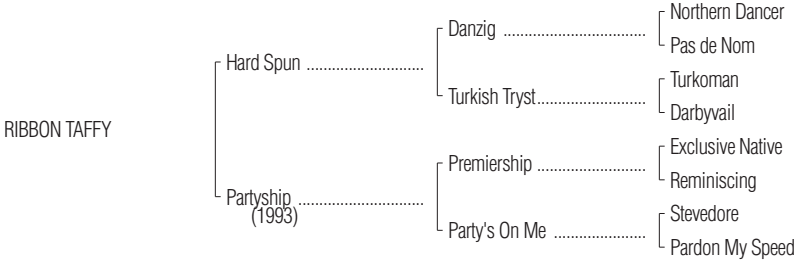 Northern Dancer
Danzig ................................
Pas de Nom
Hard Spun ..........................
Turkoman
Turkish Tryst........................
Darbyvail
RIBBON TAFFY
Exclusive Native
Premiership ........................
Reminiscing
Partyship ............................
(1993)
Stevedore
Party's On Me .....................
Pardon My Speed